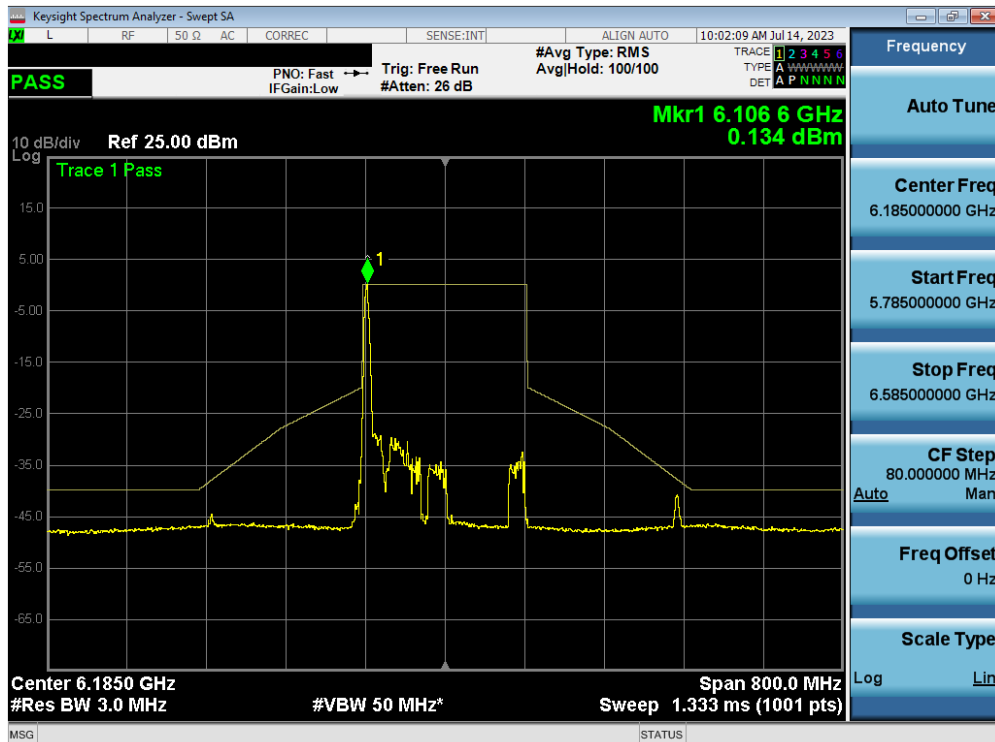 Keysight Spectrum Analyzer - Swept SA
LXI L RF 50 Ω AC CORREC SENSE:INT ALIGN AUTO 10:02:09 AM Jul 14, 2023
PASS
PNO: Fast
IFGain:Low
Trig: Free Run
#Atten: 26 dB
#Avg Type: RMS
Avg|Hold: 100/100
TRACE 1 2 3 4 5 6
TYPE A W W W W W
DET A P N N N N
Mkr1 6.106 6 GHz
0.134 dBm
10 dB/div Ref 25.00 dBm
Log
Trace 1 Pass
15.0
5.00
-5.00
-15.0
-25.0
-35.0
-45.0
-55.0
-65.0
1
Center 6.1850 GHz Span 800.0 MHz
#Res BW 3.0 MHz #VBW 50 MHz* Sweep 1.333 ms (1001 pts)
MSG STATUS
Frequency
Auto Tune
Center Freq
6.185000000 GHz
Start Freq
5.785000000 GHz
Stop Freq
6.585000000 GHz
CF Step
80.000000 MHz
Auto Man
Freq Offset
0 Hz
Scale Type
Log Lin